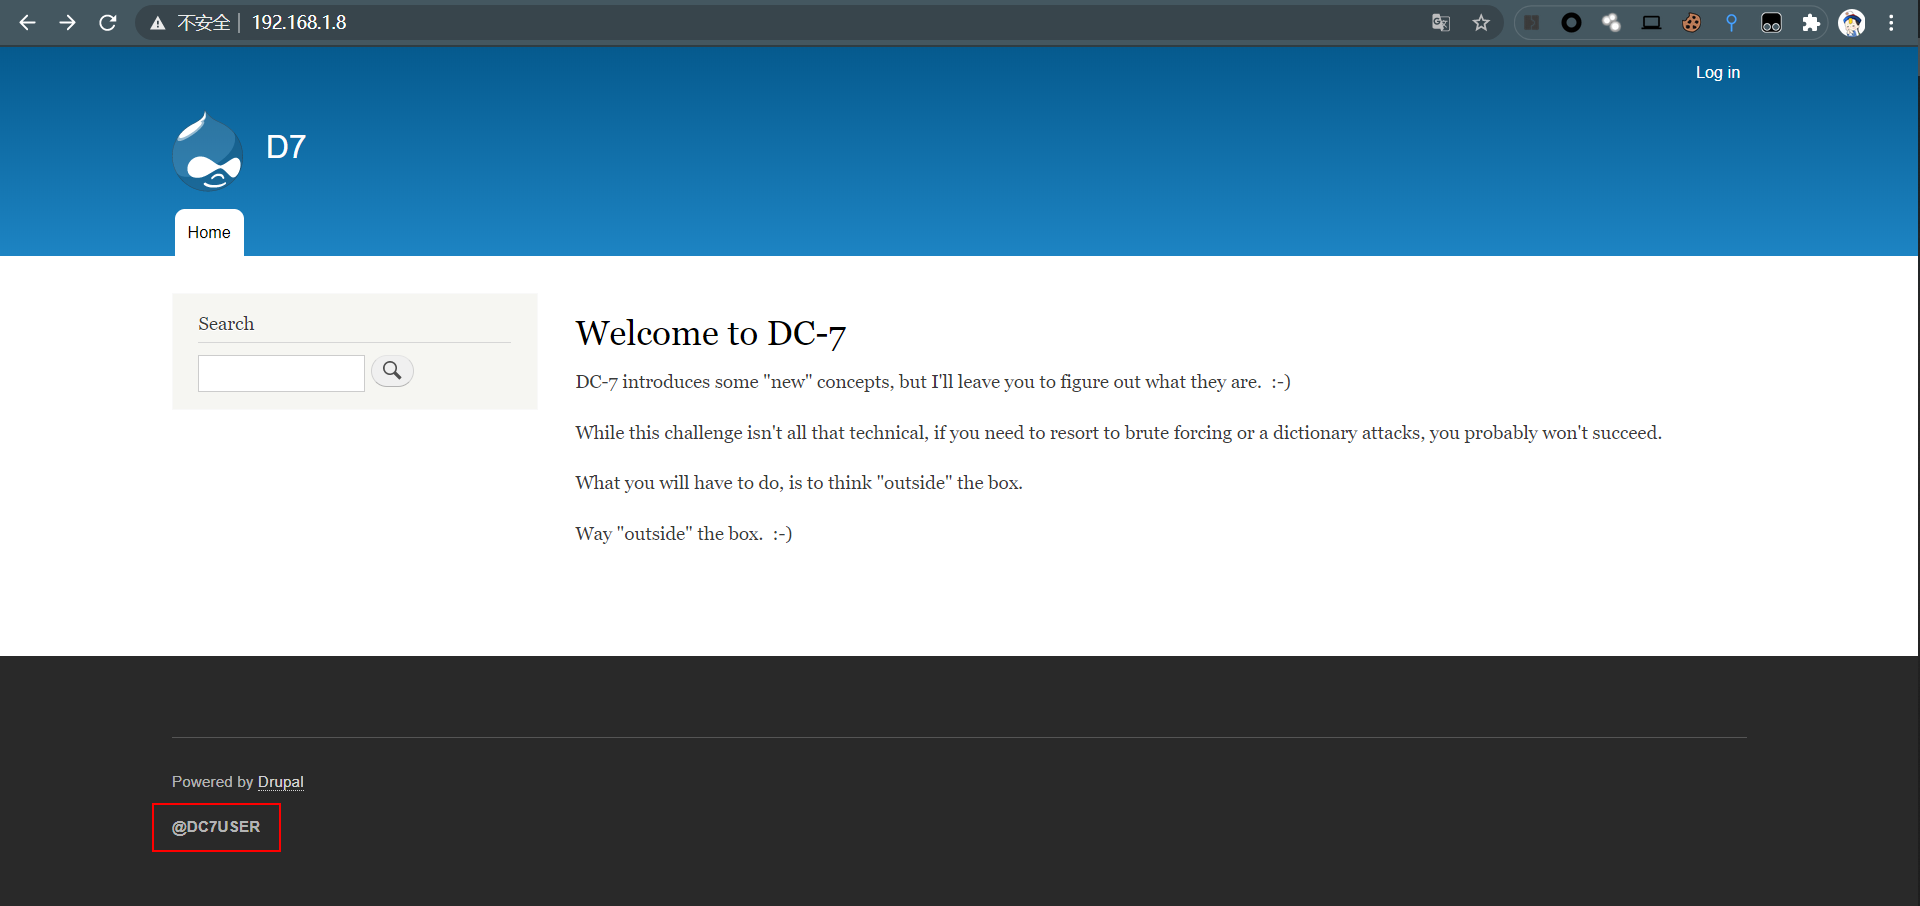 不安全 192.168.1.8
Log in
D7
Home
Search
Welcome to DC-7
DC-7 introduces some "new" concepts, but I'll leave you to figure out what they are.  :-)
While this challenge isn't all that technical, if you need to resort to brute forcing or a dictionary attacks, you probably won't succeed.
What you will have to do, is to think "outside" the box.
Way "outside" the box.  :-)
Powered by Drupal
@DC7USER